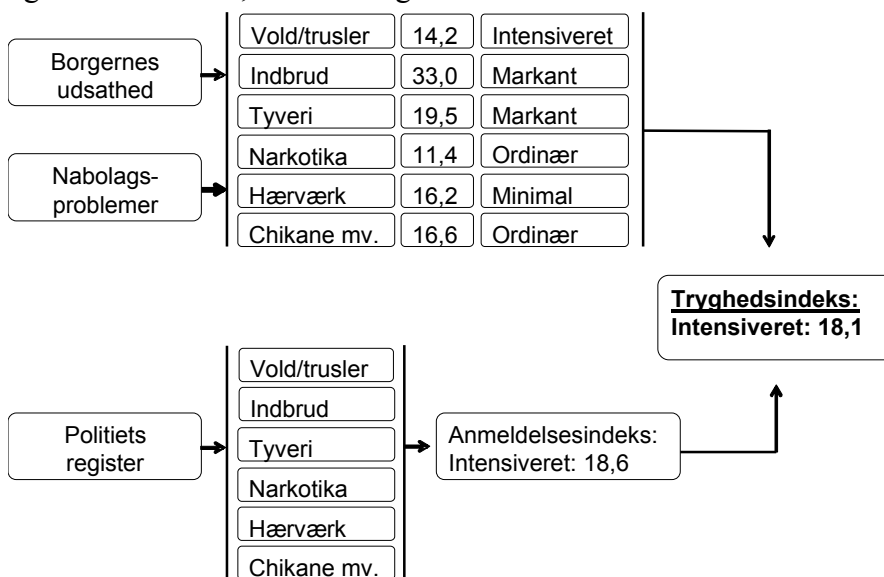 Borgernes
udsathed
Nabolags-
problemer
Vold/trusler 14,2 Intensiveret
Indbrud 33,0 Markant
Tyveri 19,5 Markant
Narkotika 11,4 Ordinær
Hærværk 16,2 Minimal
Chikane mv. 16,6 Ordinær
Tryghedsindeks:
Intensiveret: 18,1
Politiets
register
Vold/trusler
Indbrud
Tyveri
Narkotika
Hærværk
Chikane mv.
Anmeldelsesindeks:
Intensiveret: 18,6